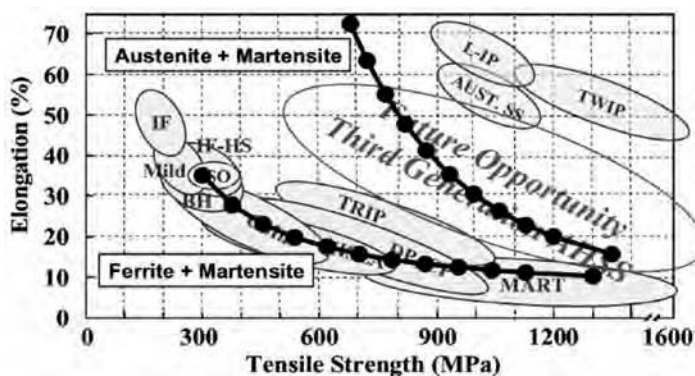 70
60
50
40
30
20
10
0
Elongation (%)
Austenite + Martensite
L-IP
AUST. SS
TWIP
IF
IF-HS
Mild
ISO
BH
Future Opportunity
Third Generation AHSS
TRIP
Ferrite + Martensite
MART
0
300
600
900
1200
1600
Tensile Strength (MPa)